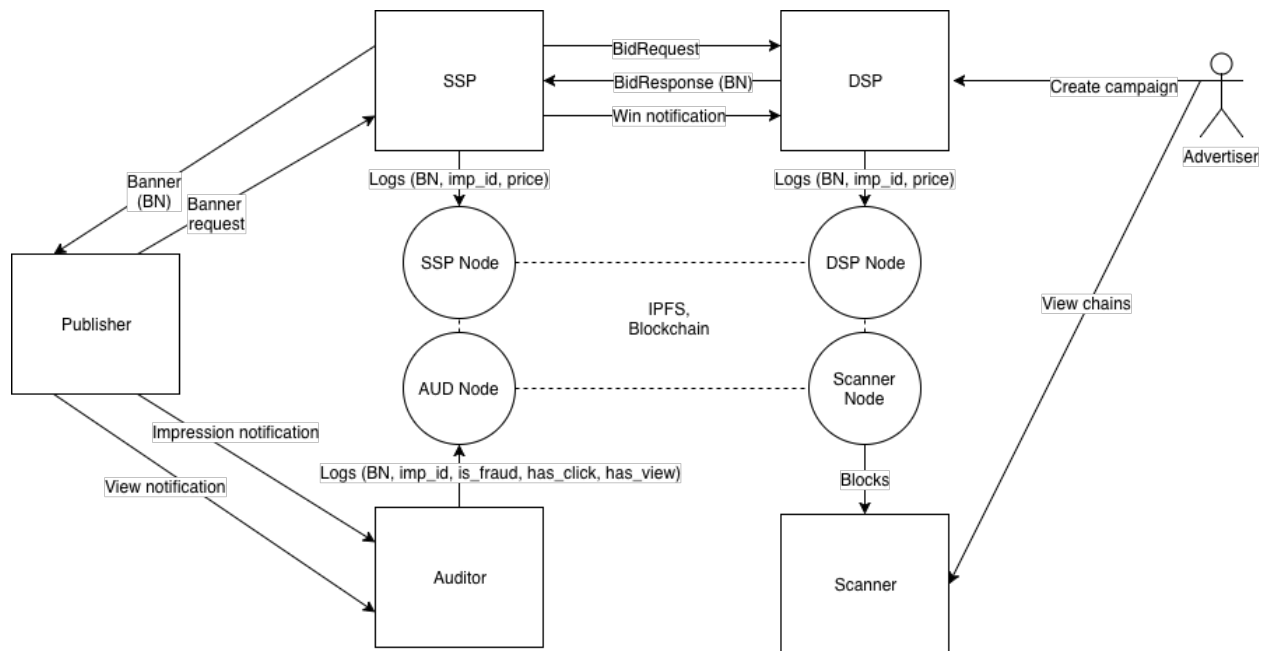 SSP
BidRequest
BidResponse (BN)
Win notification
DSP
Create campaign
Advertiser
Logs (BN, imp_id, price)
Logs (BN, imp_id, price)
Banner
(BN)
Banner
request
SSP Node
DSP Node
Publisher
IPFS,
Blockchain
View chains
AUD Node
Scanner
Node
Impression notification
View notification
Logs (BN, imp_id, is_fraud, has_click, has_view)
Blocks
Auditor
Scanner